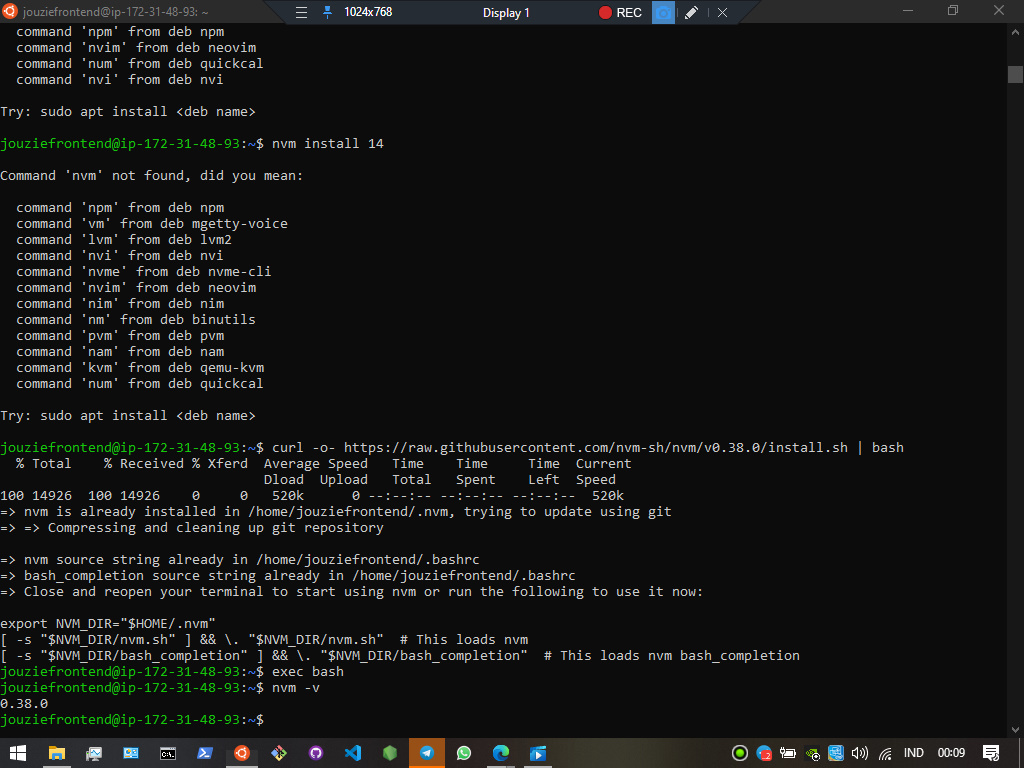 jouziefrontend@ip-172-31-48-93: ~
1024x768
Display 1
REC
command 'npm' from deb npm
command 'nvim' from deb neovim
command 'num' from deb quickcal
command 'nvi' from deb nvi
Try: sudo apt install <deb name>
jouziefrontend@ip-172-31-48-93:~$ nvm install 14
Command 'nvm' not found, did you mean:
command 'npm' from deb npm
command 'vm' from deb mgetty-voice
command 'lvm' from deb lvm2
command 'nvi' from deb nvi
command 'nvme' from deb nvme-cli
command 'nvim' from deb neovim
command 'nim' from deb nim
command 'nm' from deb binutils
command 'pvm' from deb pvm
command 'nam' from deb nam
command 'kvm' from deb qemu-kvm
command 'num' from deb quickcal
Try: sudo apt install <deb name>
jouziefrontend@ip-172-31-48-93:~$ curl -o- https://raw.githubusercontent.com/nvm-sh/nvm/v0.38.0/install.sh | bash
% Total    % Received % Xferd  Average Speed   Time    Time     Time  Current
Dload  Upload   Total   Spent    Left  Speed
100 14926  100 14926    0     0   520k      0 --:--:-- --:--:-- --:--:--  520k
=> nvm is already installed in /home/jouziefrontend/.nvm, trying to update using git
=> => Compressing and cleaning up git repository
=> nvm source string already in /home/jouziefrontend/.bashrc
=> bash_completion source string already in /home/jouziefrontend/.bashrc
=> Close and reopen your terminal to start using nvm or run the following to use it now:
export NVM_DIR="$HOME/.nvm"
[ -s "$NVM_DIR/nvm.sh" ] && \. "$NVM_DIR/nvm.sh"  # This loads nvm
[ -s "$NVM_DIR/bash_completion" ] && \. "$NVM_DIR/bash_completion"  # This loads nvm bash_completion
jouziefrontend@ip-172-31-48-93:~$ exec bash
jouziefrontend@ip-172-31-48-93:~$ nvm -v
0.38.0
jouziefrontend@ip-172-31-48-93:~$
IND
00:09